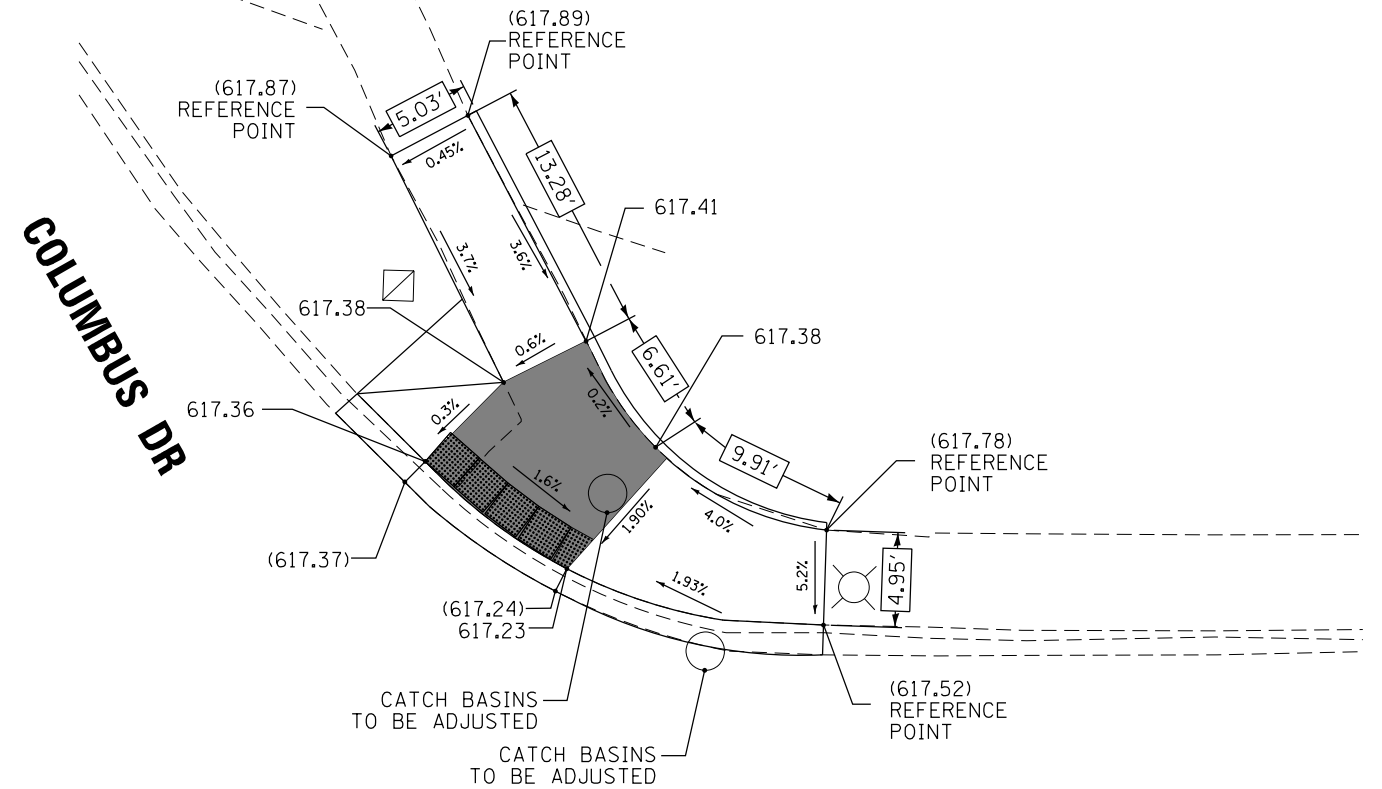 (617.89)
REFERENCE
POINT
(617.87)
REFERENCE
POINT
5.03'
0.45%
13.28'
617.41
3.7%
3.6%
617.38
0.6%
6.61'
617.38
COLUMBUS DR
617.36
0.3%
0.2%
9.91'
(617.78)
REFERENCE
POINT
1.6%
1.90%
4.0%
(617.37)
5.2%
4.95'
1.93%
(617.24)
617.23
CATCH BASINS
TO BE ADJUSTED
(617.52)
REFERENCE
POINT
CATCH BASINS
TO BE ADJUSTED